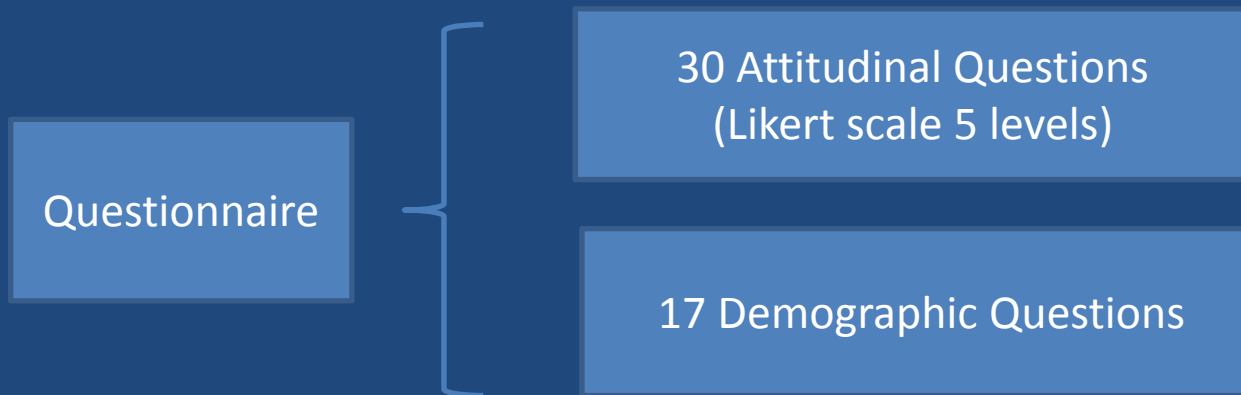 Questionnaire
30 Attitudinal Questions
(Likert scale 5 levels)
17 Demographic Questions